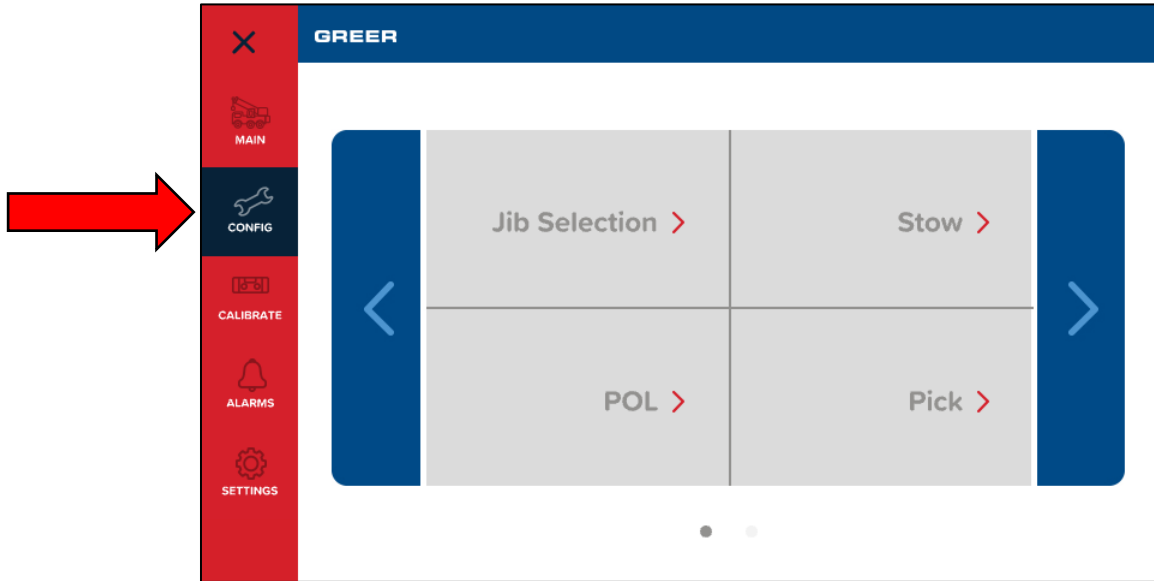 GREER
MAIN
CONFIG
CALIBRATE
ALARMS
SETTINGS
Jib Selection
Stow
POL
Pick